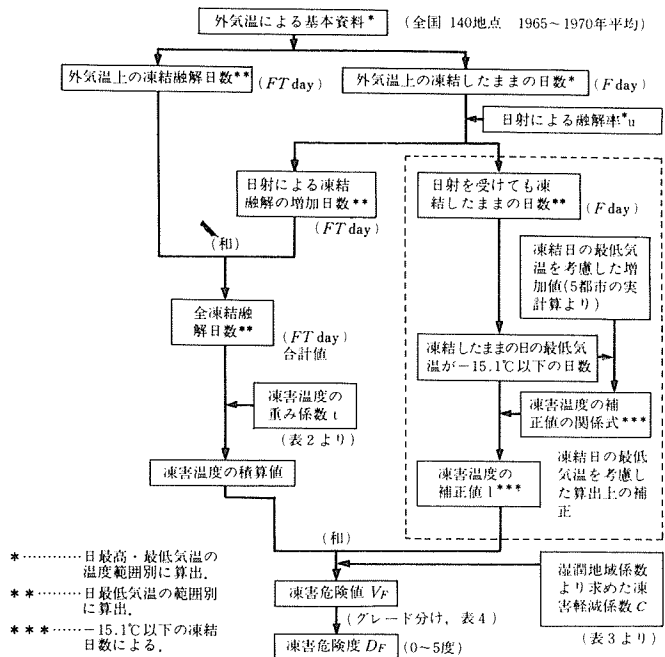 外気温による基本資料*
(全国 140地点 1965～1970年平均)
外気温上の凍結融解日数**
(FT day)
外気温上の凍結したままの日数*
(F day)
日射による融解率*u
日射による凍結
融解の増加日数**
(FT day)
日射を受けても凍
結したままの日数**
(F day)
(和)
凍結日の最低気
温を考慮した増
加値(5都市の実
計算より)
全凍結融
解日数**
(FT day)
合計値
凍結したままの日の最低気
温が−15.1℃以下の日数
凍害温度の
重み係数 t
(表2より)
凍害温度の補
正値の関係式***
凍害温度の積算値
凍害温度の
補正値 l***
凍結日の最低
気温を考慮し
た算出上の補
正
(和)
*…………日最高・最低気温の
温度範囲別に算出.
**………日最低気温の範囲別
に算出.
***……−15.1℃以下の凍結
日数による.
凍害危険値 VF
(グレード分け, 表4)
凍害危険度 DF
(0～5度)
湿潤地域係数
より求めた凍
害軽減係数C
(表3より)